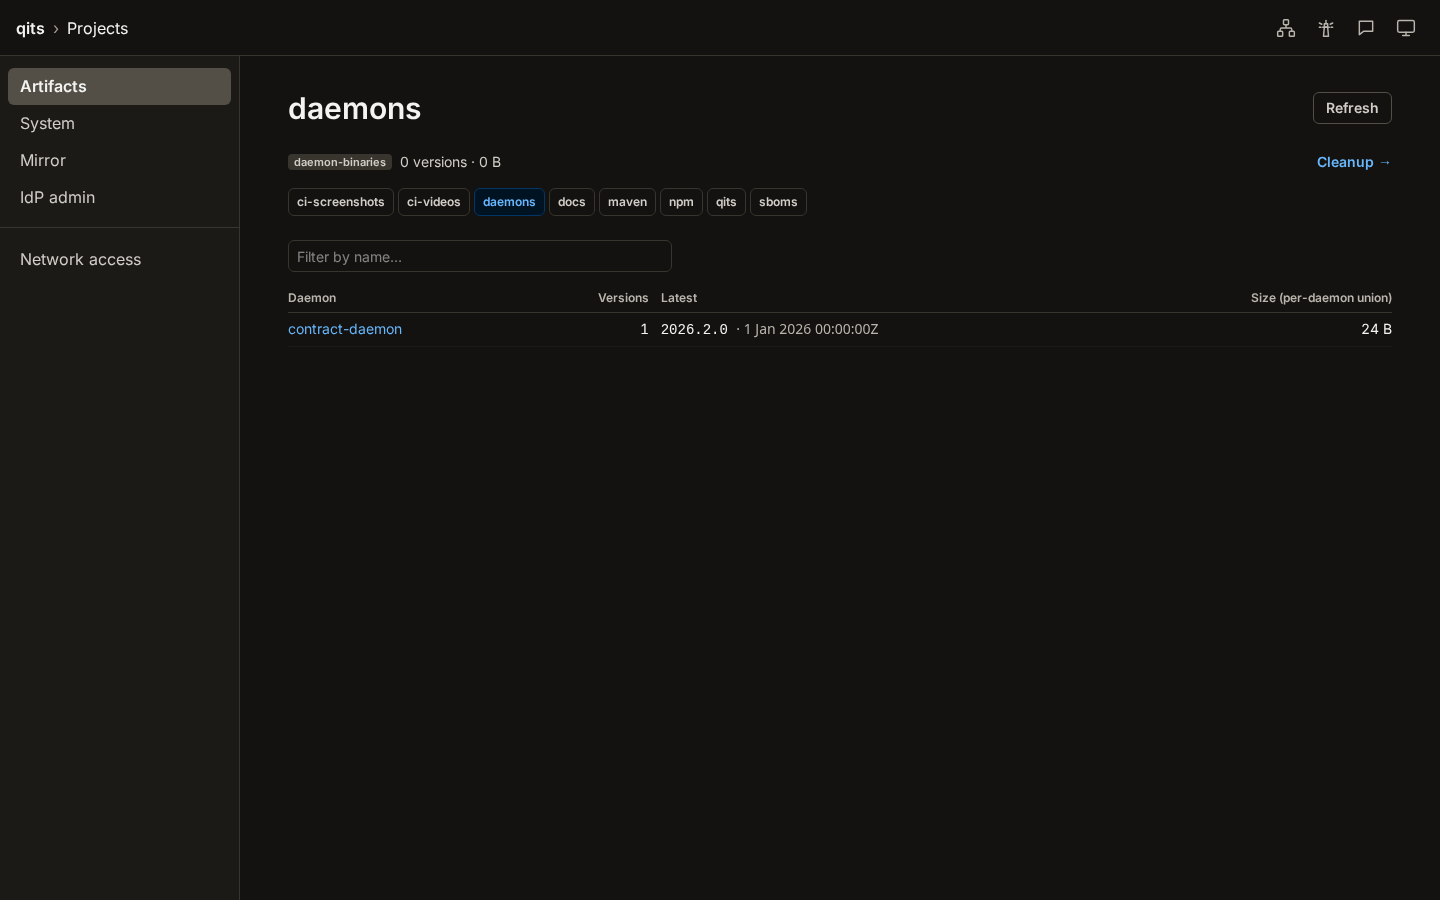 qits › Projects
Artifacts
System
Mirror
IdP admin
Network access
daemons
Refresh
daemon-binaries 0 versions · 0 B
Cleanup →
ci-screenshots ci-videos daemons docs maven npm qits sboms
Filter by name...
Daemon Versions Latest Size (per-daemon union)
contract-daemon 1 2026.2.0 · 1 Jan 2026 00:00:00Z 24 B